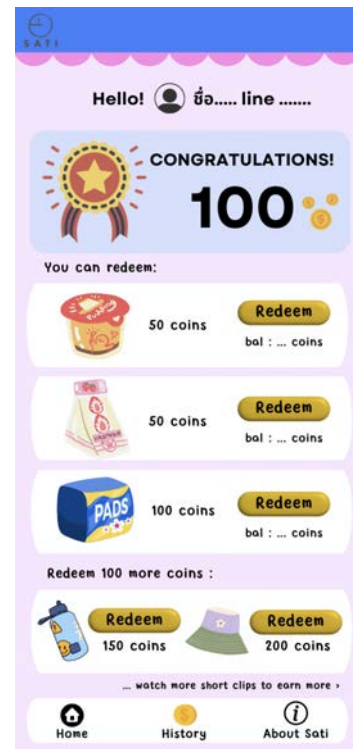 SATI
Hello! ชื่อ..... line .......
CONGRATULATIONS!
100
You can redeem:
Pudding
50 coins
Redeem
bal : ... coins
50 coins
Redeem
bal : ... coins
PADS
100 coins
Redeem
bal : ... coins
Redeem 100 more coins :
Redeem
150 coins
Redeem
200 coins
... watch more short clips to earn more ›
Home
History
About Sati